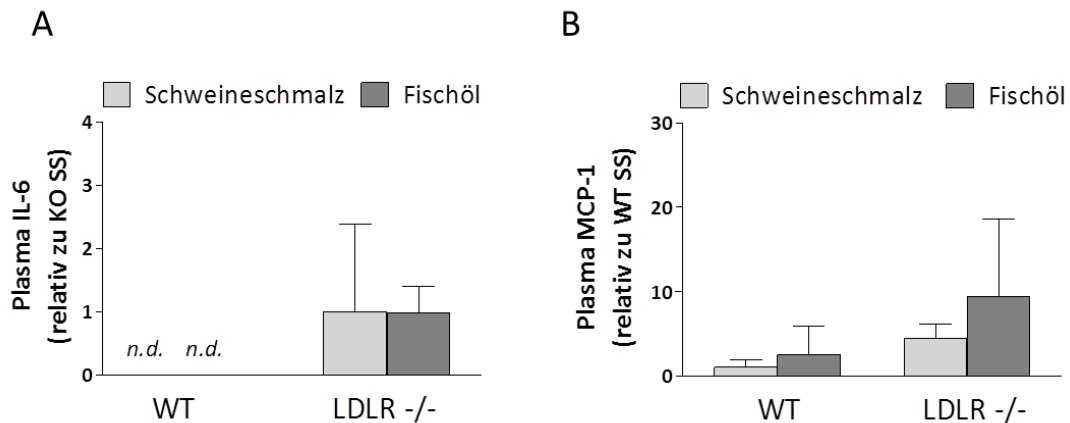 A
Schweineschmalz Fischöl
Plasma IL-6
(relativ zu KO SS)
4
3
2
1
0
n.d. n.d.
WT LDLR -/-
B
Schweineschmalz Fischöl
Plasma MCP-1
(relativ zu WT SS)
30
20
10
0
WT LDLR -/-